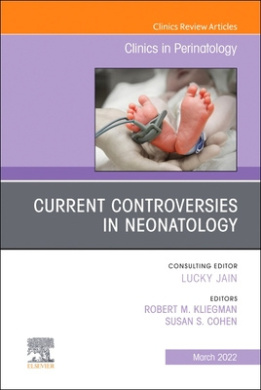 Clinics Review Articles
Clinics in Perinatology
CURRENT CONTROVERSIES
IN NEONATOLOGY
CONSULTING EDITOR
LUCKY JAIN
EDITORS
ROBERT M. KLIEGMAN
SUSAN S. COHEN
ELSEVIER
March 2022